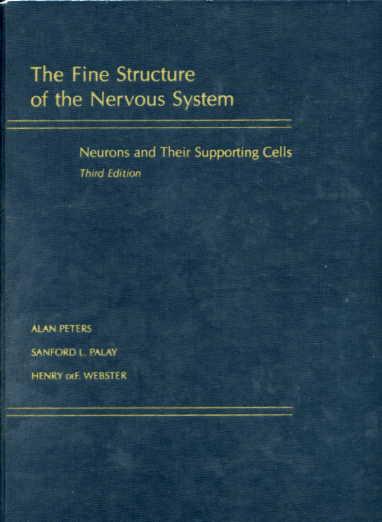 The Fine Structure
of the Nervous System
Neurons and Their Supporting Cells
Third Edition
ALAN PETERS
SANFORD L. PALAY
HENRY DEF. WEBSTER